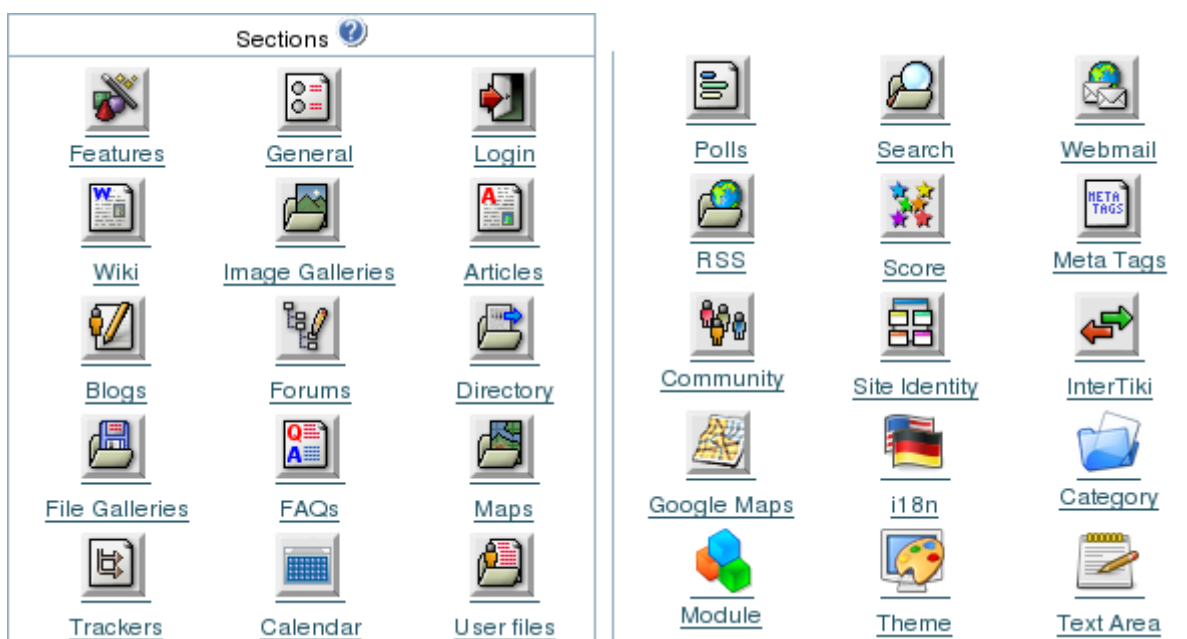 Sections ?
Features General Login
Wiki Image Galleries Articles
Blogs Forums Directory
File Galleries FAQs Maps
Trackers Calendar User files
Polls Search Webmail
META TAGS
RSS Score Meta Tags
Community Site Identity InterTiki
Google Maps i18n Category
Module Theme Text Area